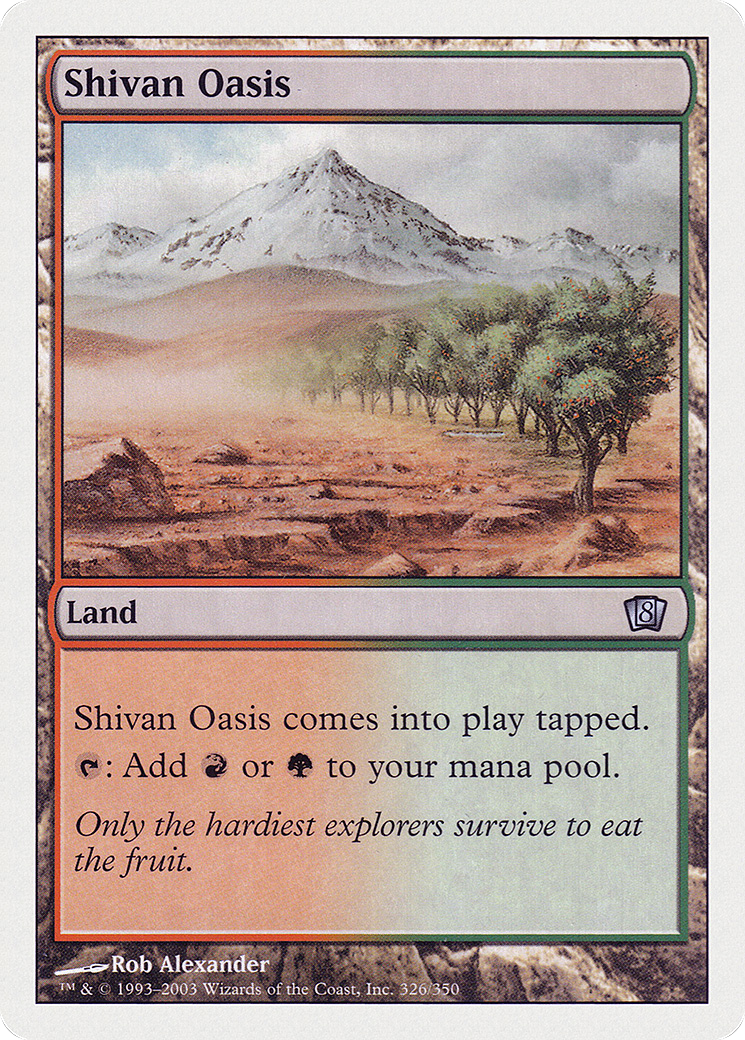 Shivan Oasis
Land
8
Shivan Oasis comes into play tapped.
: Add or to your mana pool.
Only the hardiest explorers survive to eat
the fruit.
Rob Alexander
™ & © 1993–2003 Wizards of the Coast, Inc. 326/350